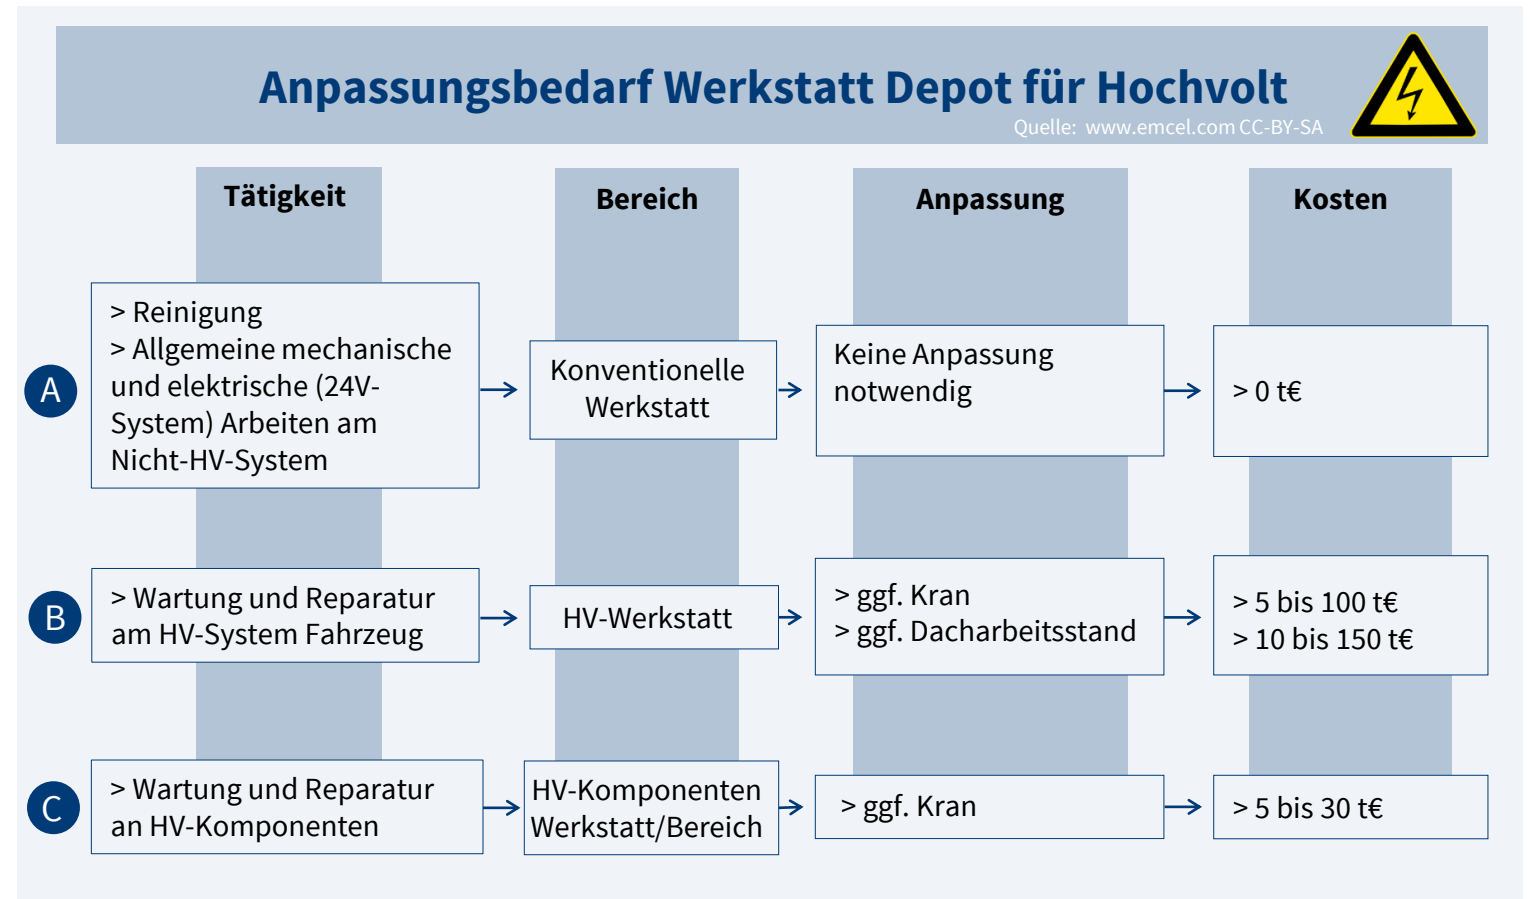 Anpassungsbedarf Werkstatt Depot für Hochvolt
Quelle: www.emcel.com CC-BY-SA
Tätigkeit
Bereich
Anpassung
Kosten
A
> Reinigung
> Allgemeine mechanische
und elektrische (24V-
System) Arbeiten am
Nicht-HV-System
Konventionelle
Werkstatt
Keine Anpassung
notwendig
> 0 t€
B
> Wartung und Reparatur
am HV-System Fahrzeug
HV-Werkstatt
> ggf. Kran
> ggf. Dacharbeitsstand
> 5 bis 100 t€
> 10 bis 150 t€
C
> Wartung und Reparatur
an HV-Komponenten
HV-Komponenten
Werkstatt/Bereich
> ggf. Kran
> 5 bis 30 t€